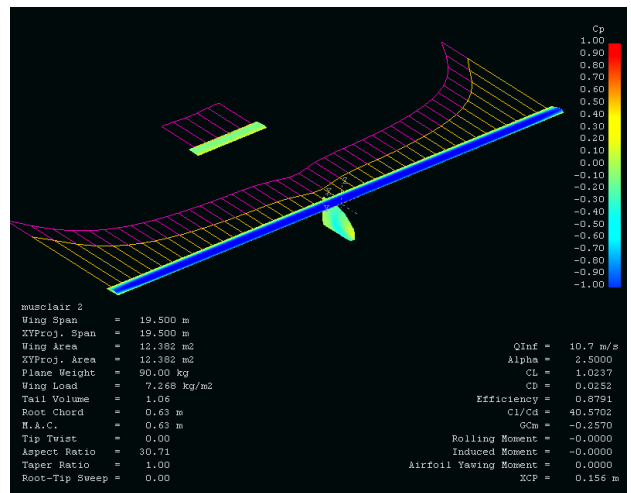 Cp
1.00
0.90
0.80
0.70
0.60
0.50
0.40
0.30
0.20
0.10
0.00
-0.10
-0.20
-0.30
-0.40
-0.50
-0.60
-0.70
-0.80
-0.90
-1.00
musclair 2
Wing Span = 19.500 m
XYProj. Span = 19.500 m
Wing Area = 12.382 m2
XYProj. Area = 12.382 m2
Plane Weight = 90.00 kg
Wing Load = 7.268 kg/m2
Tail Volume = 1.06
Root Chord = 0.63 m
M.A.C. = 0.63 m
Tip Twist = 0.00
Aspect Ratio = 30.71
Taper Ratio = 1.00
Root-Tip Sweep = 0.00
QInf = 10.7 m/s
Alpha = 2.5000
CL = 1.0237
CD = 0.0252
Efficiency = 0.8791
Cl/Cd = 40.5702
GCm = -0.2570
Rolling Moment = -0.0000
Induced Moment = -0.0000
Airfoil Yawing Moment = 0.0000
XCP = 0.156 m